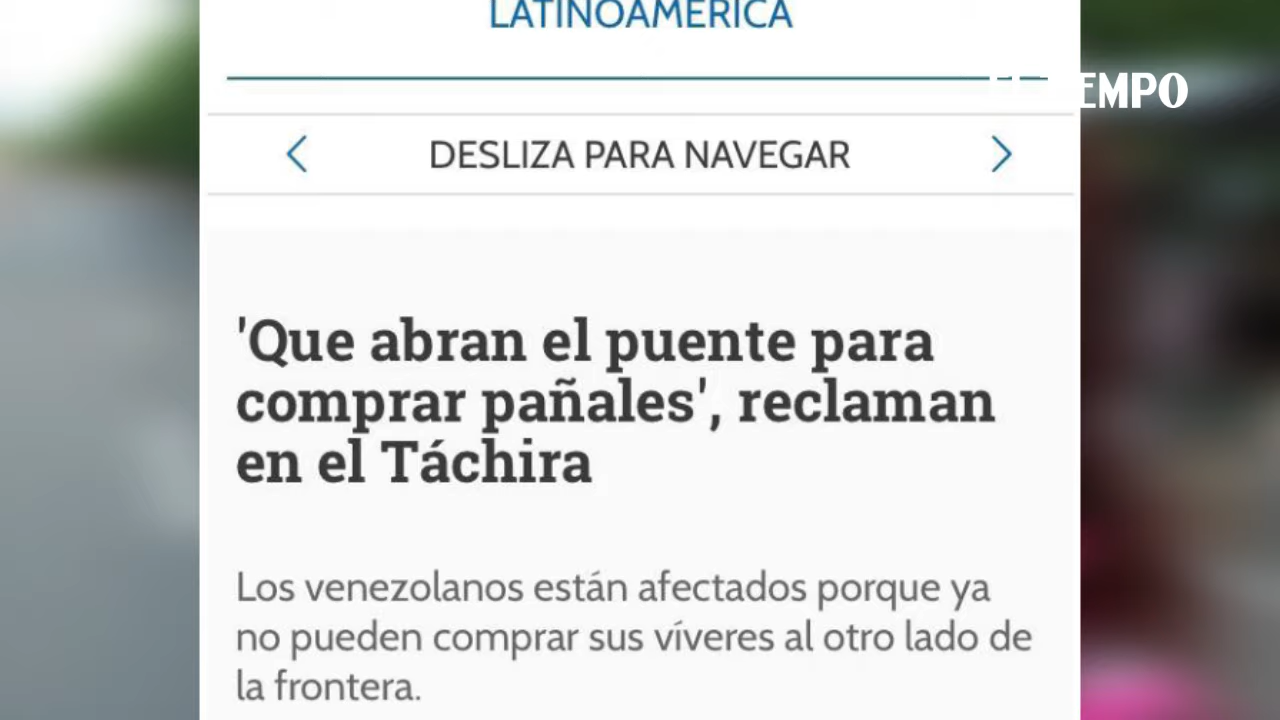 LATINOAMÉRICA
EMPO
DESLIZA PARA NAVEGAR
'Que abran el puente para
comprar pañales', reclaman
en el Táchira
Los venezolanos están afectados porque ya
no pueden comprar sus víveres al otro lado de
la frontera.